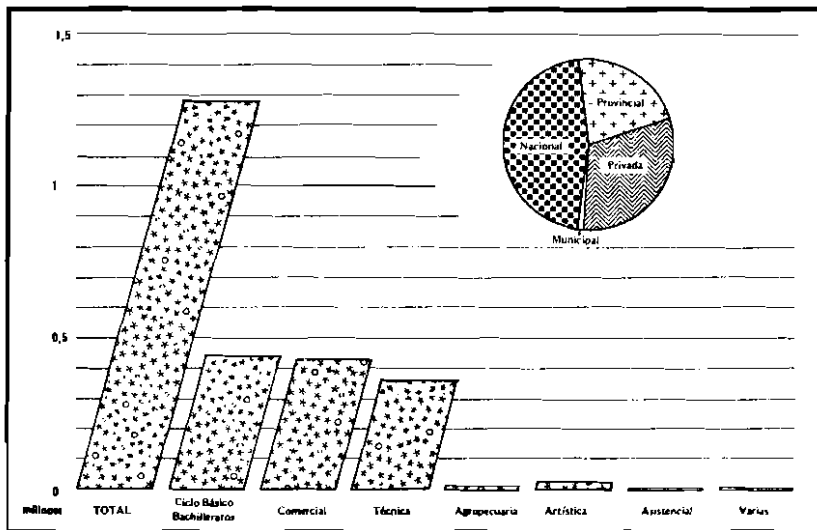 1,5
1
0,5
0
millones
TOTAL
Ciclo Básico
Bachilleratos
Comercial
Técnica
Agropecuaria
Artística
Asistencial
Varias
Provincial
Nacional
Privada
Municipal